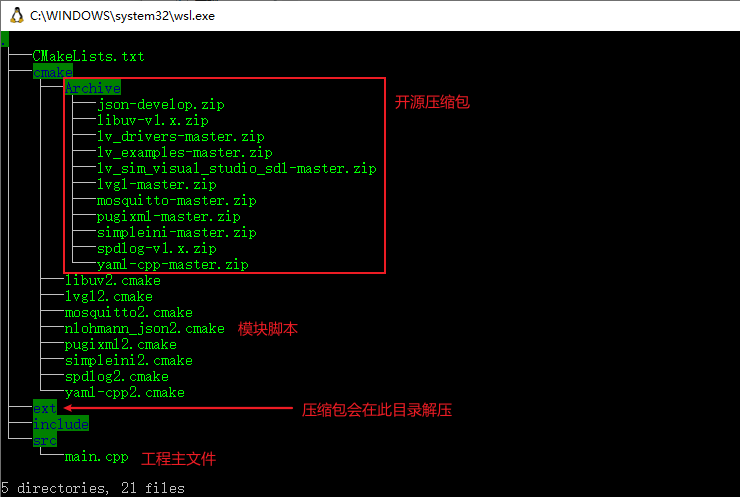 C:\WINDOWS\system32\wsl.exe
.
CMakeLists.txt
cmake
Archive
开源压缩包
json-develop.zip
libuv-v1.x.zip
lv_drivers-master.zip
lv_examples-master.zip
lv_sim_visual_studio_sdl-master.zip
lvgl-master.zip
mosquitto-master.zip
pugixml-master.zip
simpleini-master.zip
spdlog-v1.x.zip
yaml-cpp-master.zip
libuv2.cmake
lvgl2.cmake
mosquitto2.cmake
nlohmann_json2.cmake 模块脚本
pugixml2.cmake
simpleini2.cmake
spdlog2.cmake
yaml-cpp2.cmake
ext 压缩包会在此目录解压
include
src
main.cpp 工程主文件
5 directories, 21 files